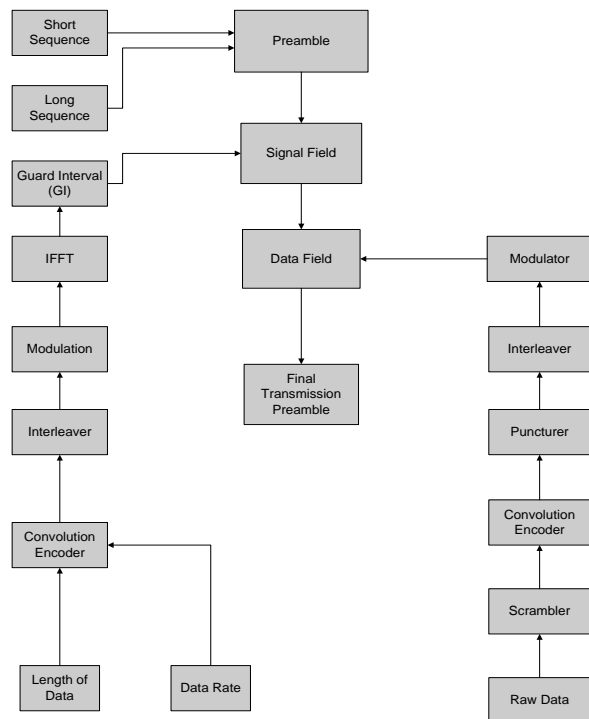 Short
Sequence
Preamble
Long
Sequence
Signal Field
Guard Interval
(GI)
IFFT
Data Field
Modulator
Modulation
Interleaver
Final
Transmission
Preamble
Interleaver
Puncturer
Convolution
Encoder
Convolution
Encoder
Scrambler
Length of
Data
Data Rate
Raw Data